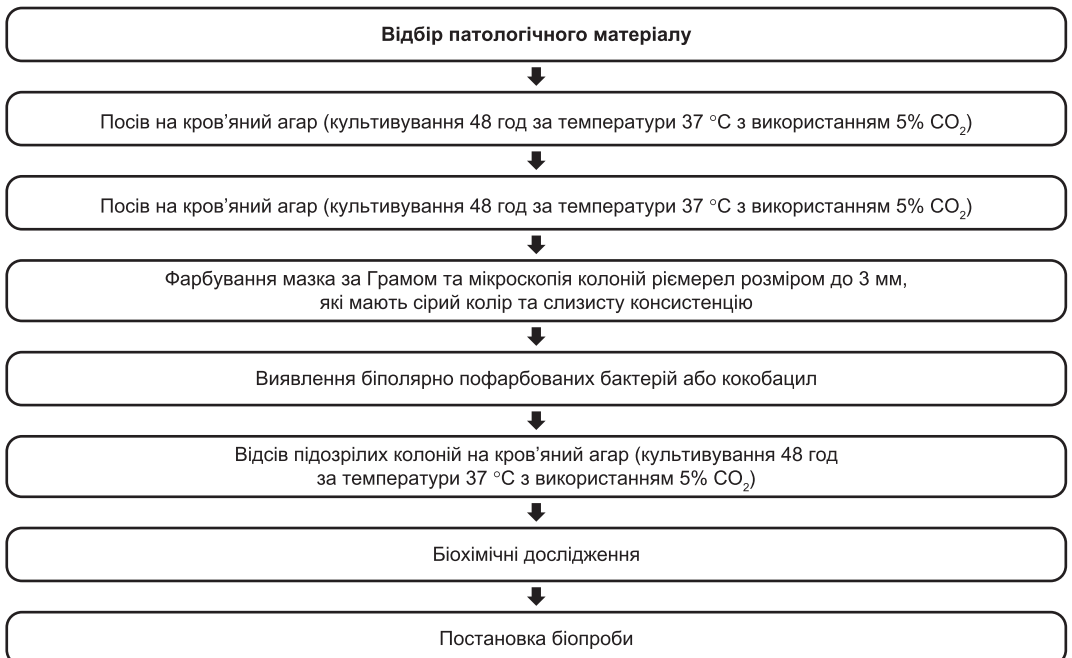 Відбір патологічного матеріалу
Посів на кров’яний агар (культивування 48 год за температури 37 °С з використанням 5% СО₂)
Посів на кров’яний агар (культивування 48 год за температури 37 °С з використанням 5% СО₂)
Фарбування мазка за Грамом та мікроскопія колоній ріємерел розміром до 3 мм,
які мають сірий колір та слизисту консистенцію
Виявлення біполярно пофарбованих бактерій або кокобацил
Відсів підозрілих колоній на кров’яний агар (культивування 48 год
за температури 37 °С з використанням 5% СО₂)
Біохімічні дослідження
Постановка біопроби